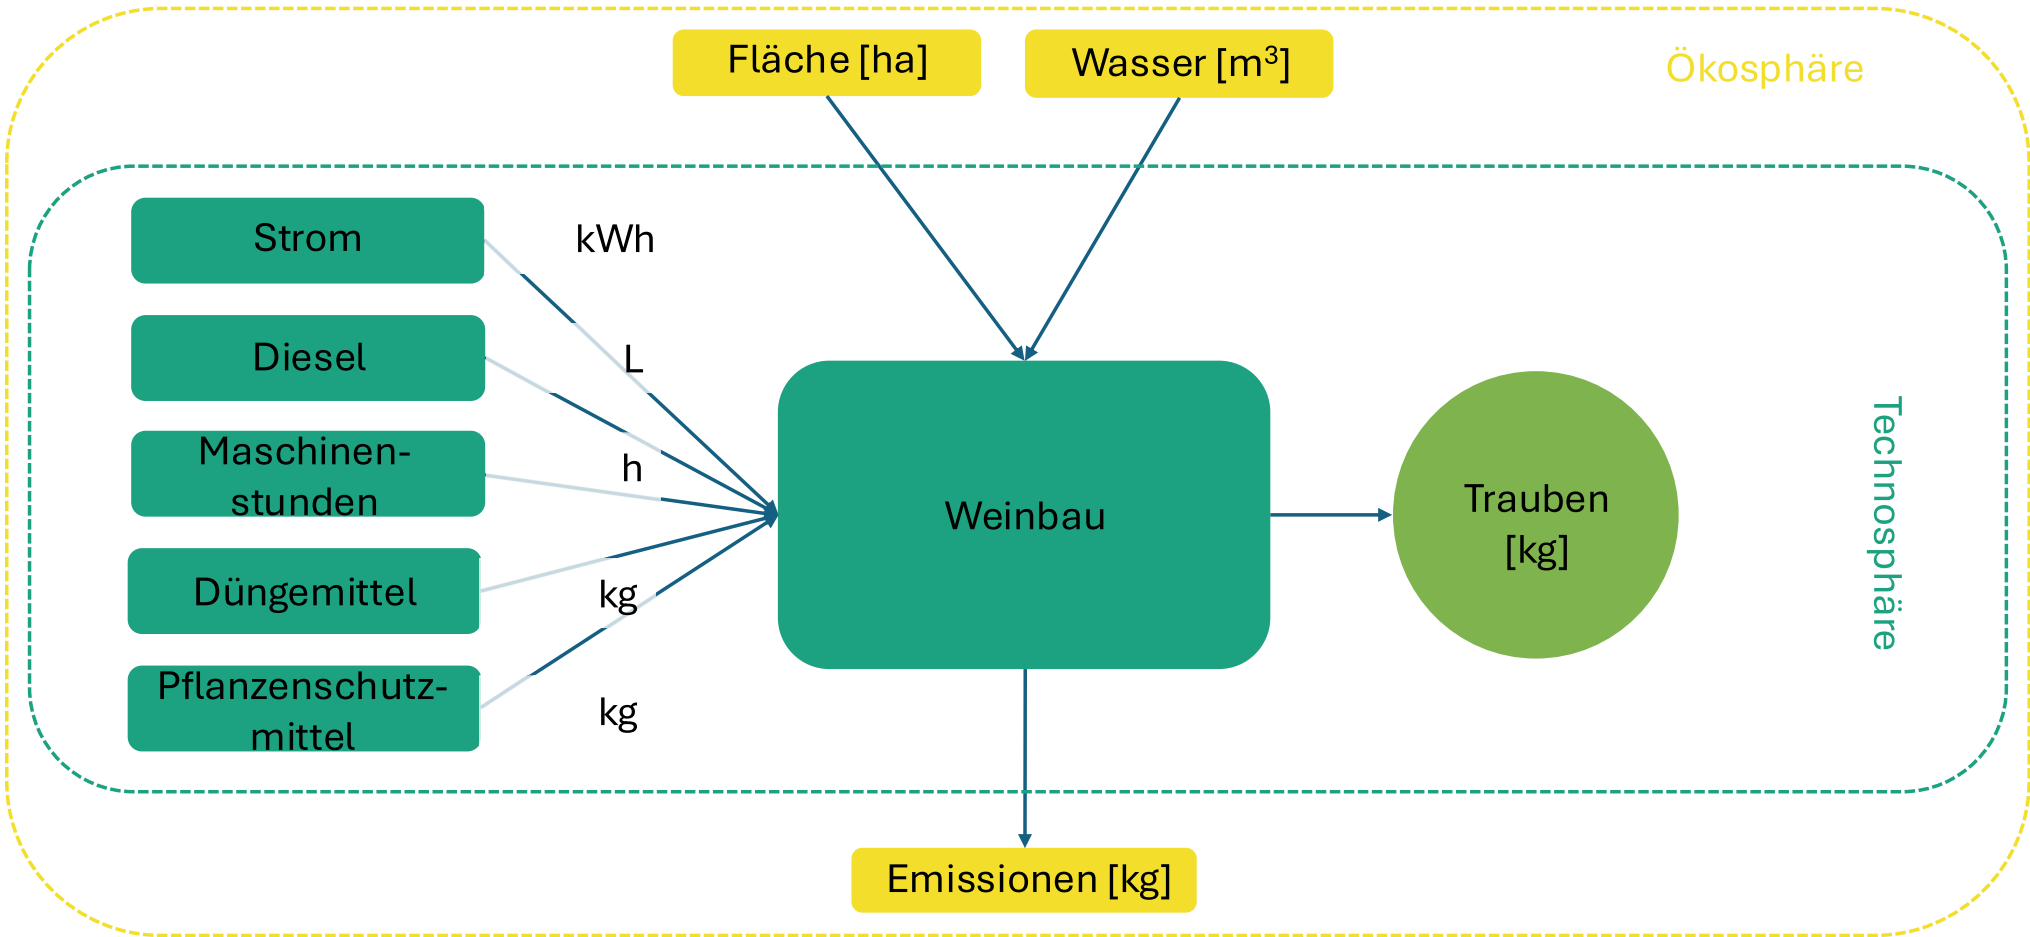 Fläche [ha]
Wasser [m³]
Ökosphäre
Strom
kWh
Diesel
L
Maschinen-
stunden
h
Düngemittel
kg
Pflanzenschutz-
mittel
kg
Weinbau
Trauben
[kg]
Technosphäre
Emissionen [kg]